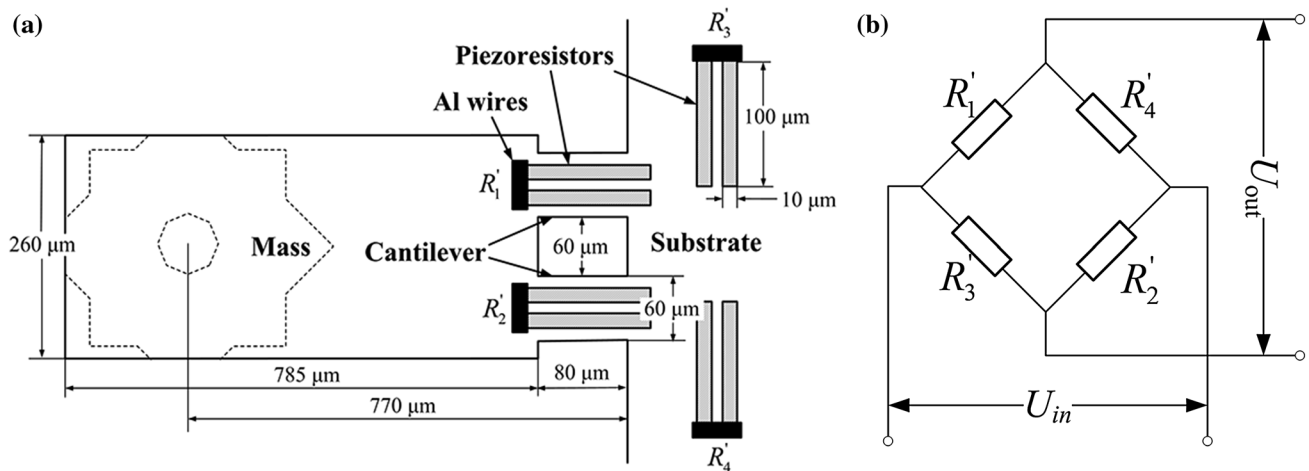 (a)
R'3
Piezoresistors
Al wires
100 μm
R'1
10 μm
260 μm
Mass
Cantilever
60 μm
Substrate
R'2
60 μm
785 μm
80 μm
770 μm
R'4
(b)
R'1
R'4
Uout
R'3
R'2
Uin